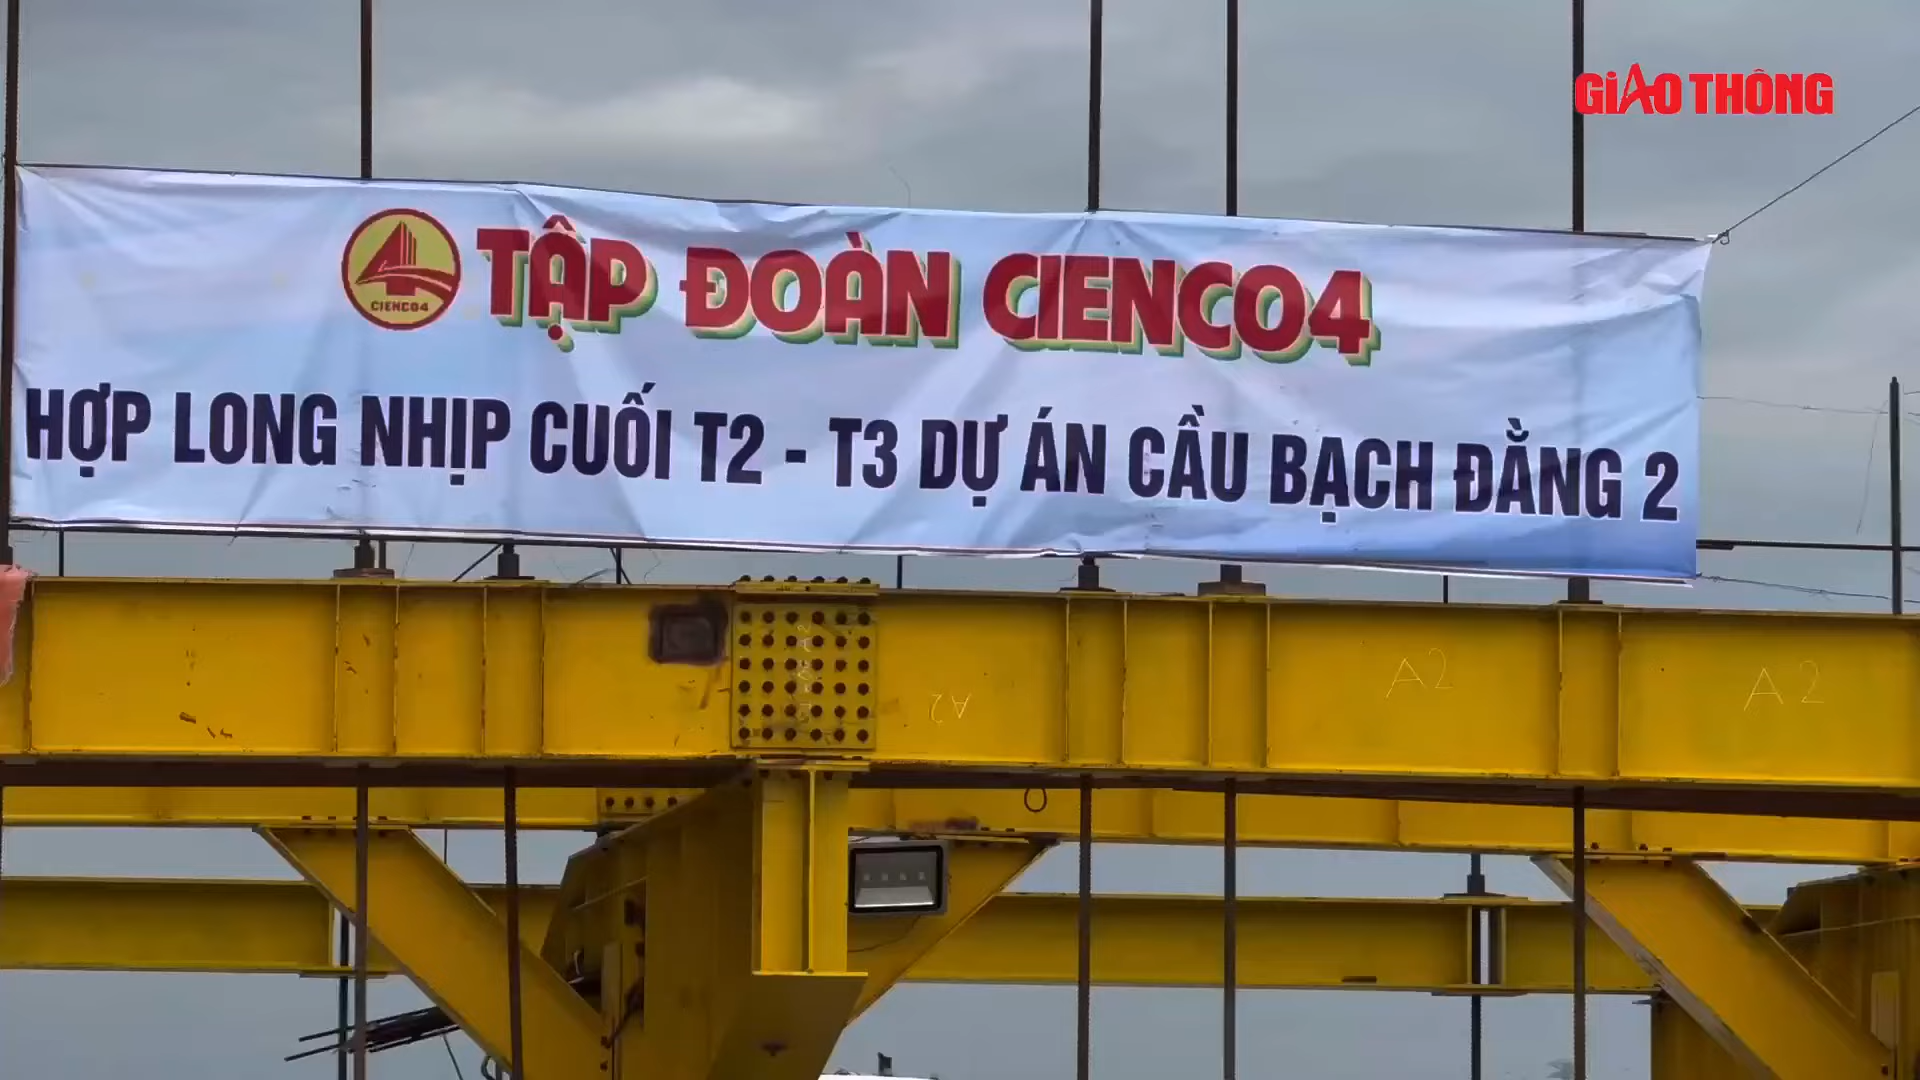 GIAO THÔNG
TẬP ĐOÀN CIENCO4
CIENCO4
HỢP LONG NHỊP CUỐI T2 - T3 DỰ ÁN CẦU BẠCH ĐẰNG 2
A2
A2
A2